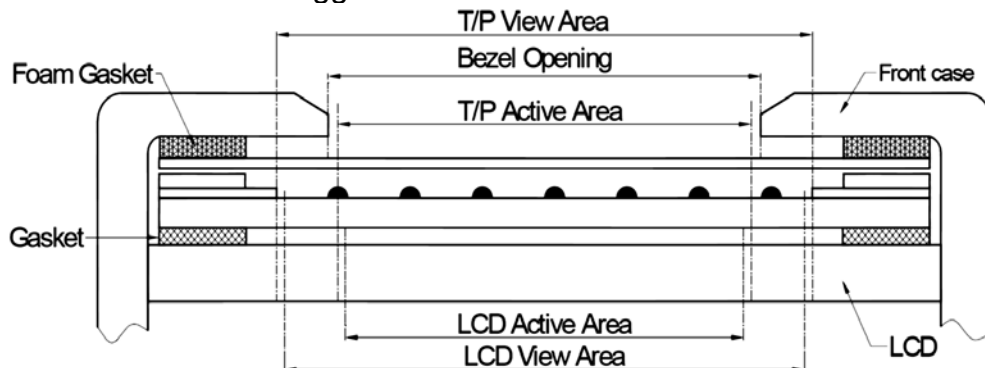 T/P View Area
Bezel Opening
Foam Gasket
Front case
T/P Active Area
Gasket
LCD Active Area
LCD
LCD View Area